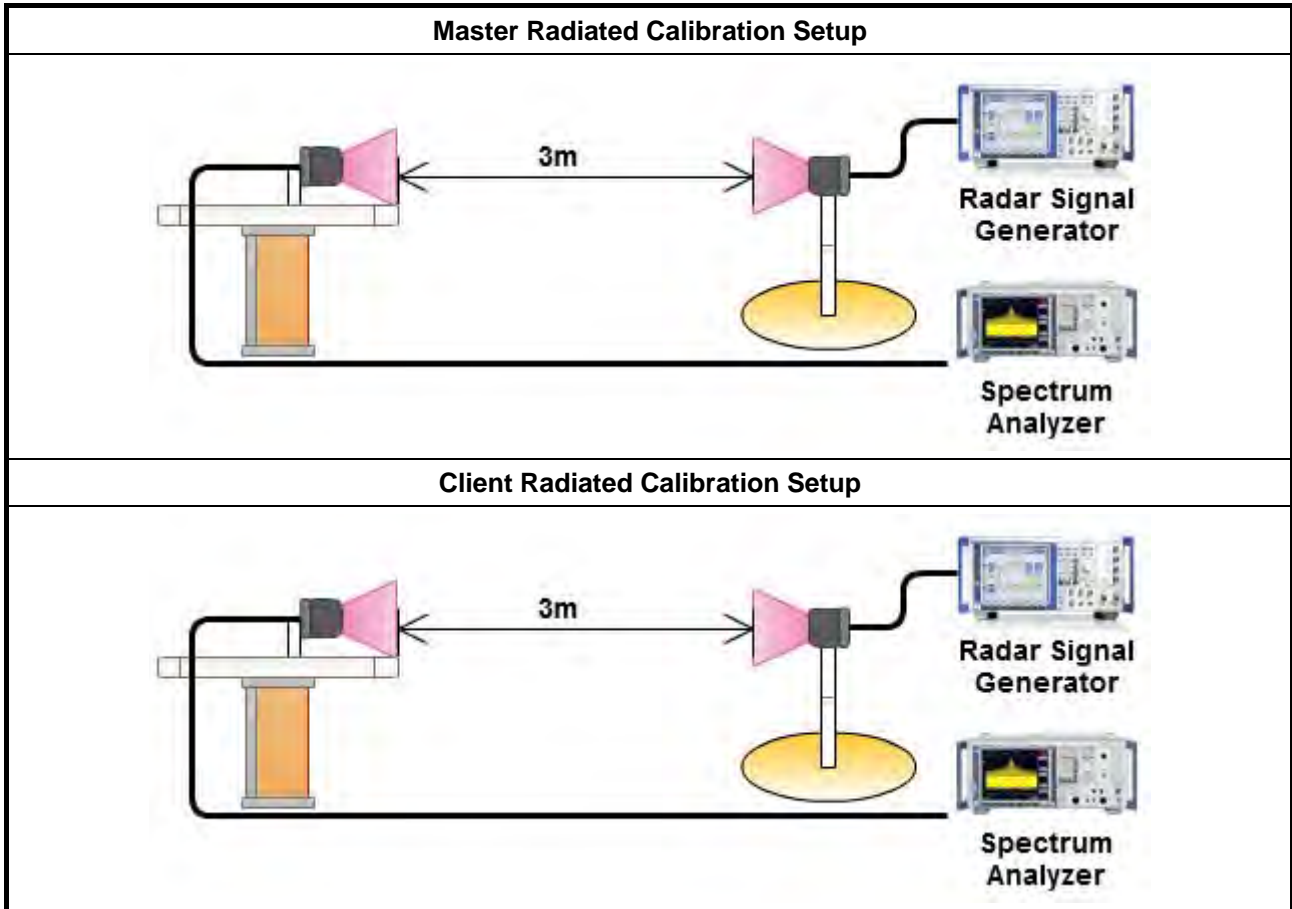 Master Radiated Calibration Setup
3m
Radar Signal
Generator
Spectrum
Analyzer
Client Radiated Calibration Setup
3m
Radar Signal
Generator
Spectrum
Analyzer